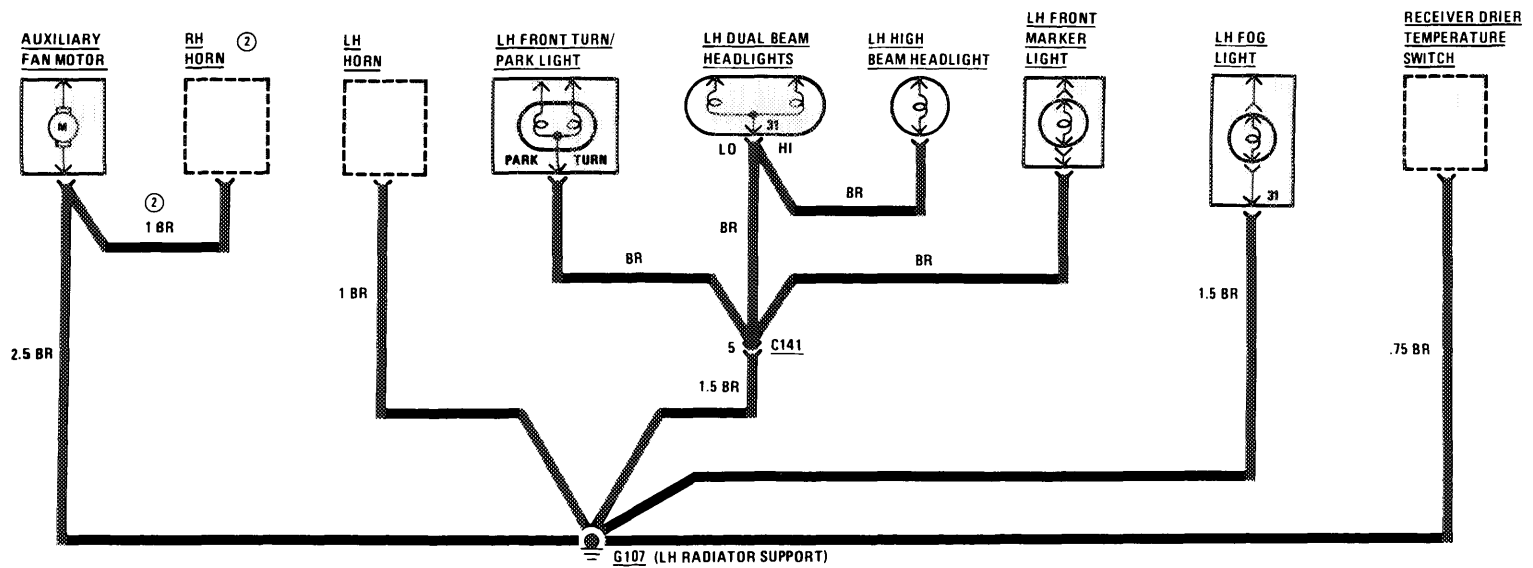 AUXILIARY
FAN MOTOR
RH
HORN
2
LH
HORN
LH FRONT TURN/
PARK LIGHT
LH DUAL BEAM
HEADLIGHTS
LH HIGH
BEAM HEADLIGHT
LH FRONT
MARKER
LIGHT
LH FOG
LIGHT
RECEIVER DRIER
TEMPERATURE
SWITCH
M
PARK TURN
31
LO HI
31
2
1 BR
BR
BR
BR
BR
2.5 BR
1 BR
1.5 BR
.75 BR
5 C141
1.5 BR
G107 (LH RADIATOR SUPPORT)